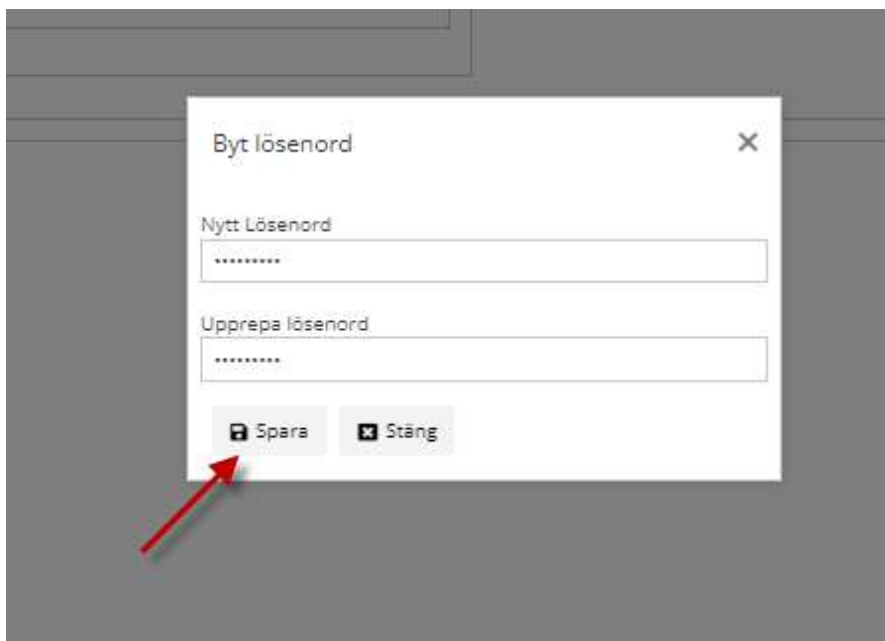 Byt lösenord
Nytt Lösenord
•••••••••
Upprepa lösenord
•••••••••
Spara Stäng